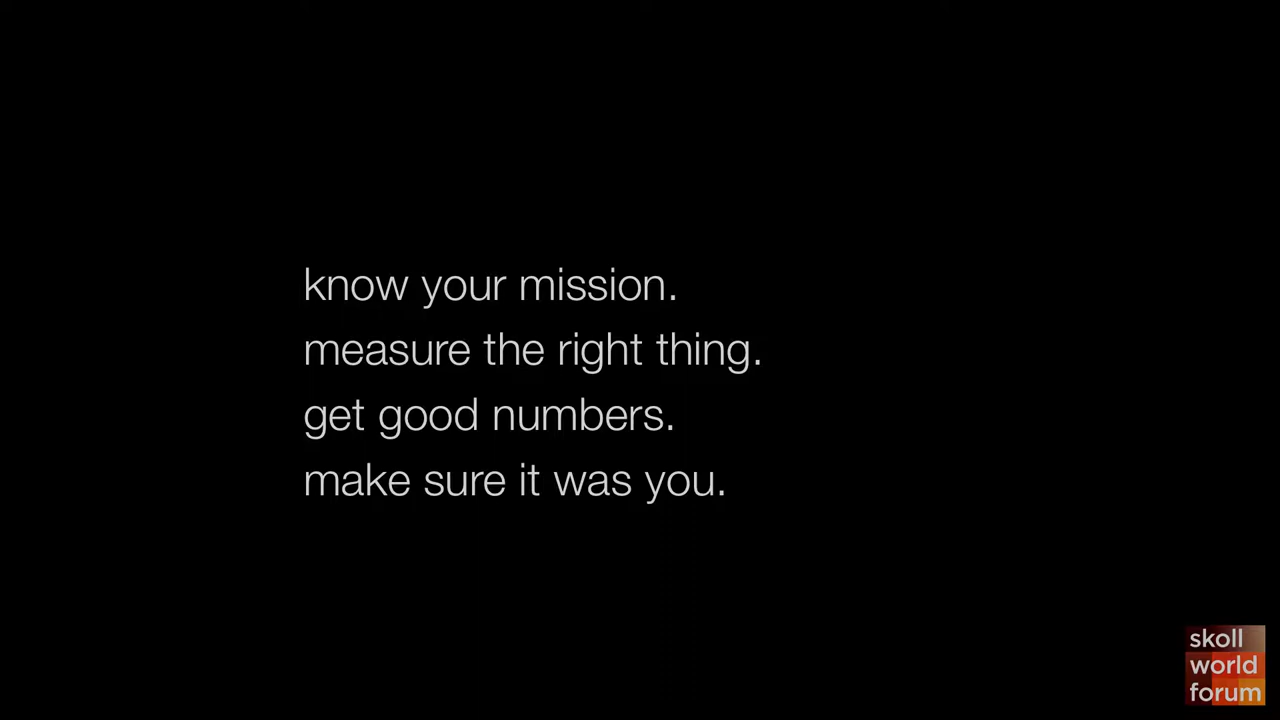 know your mission.
measure the right thing.
get good numbers.
make sure it was you.
skoll
world
forum